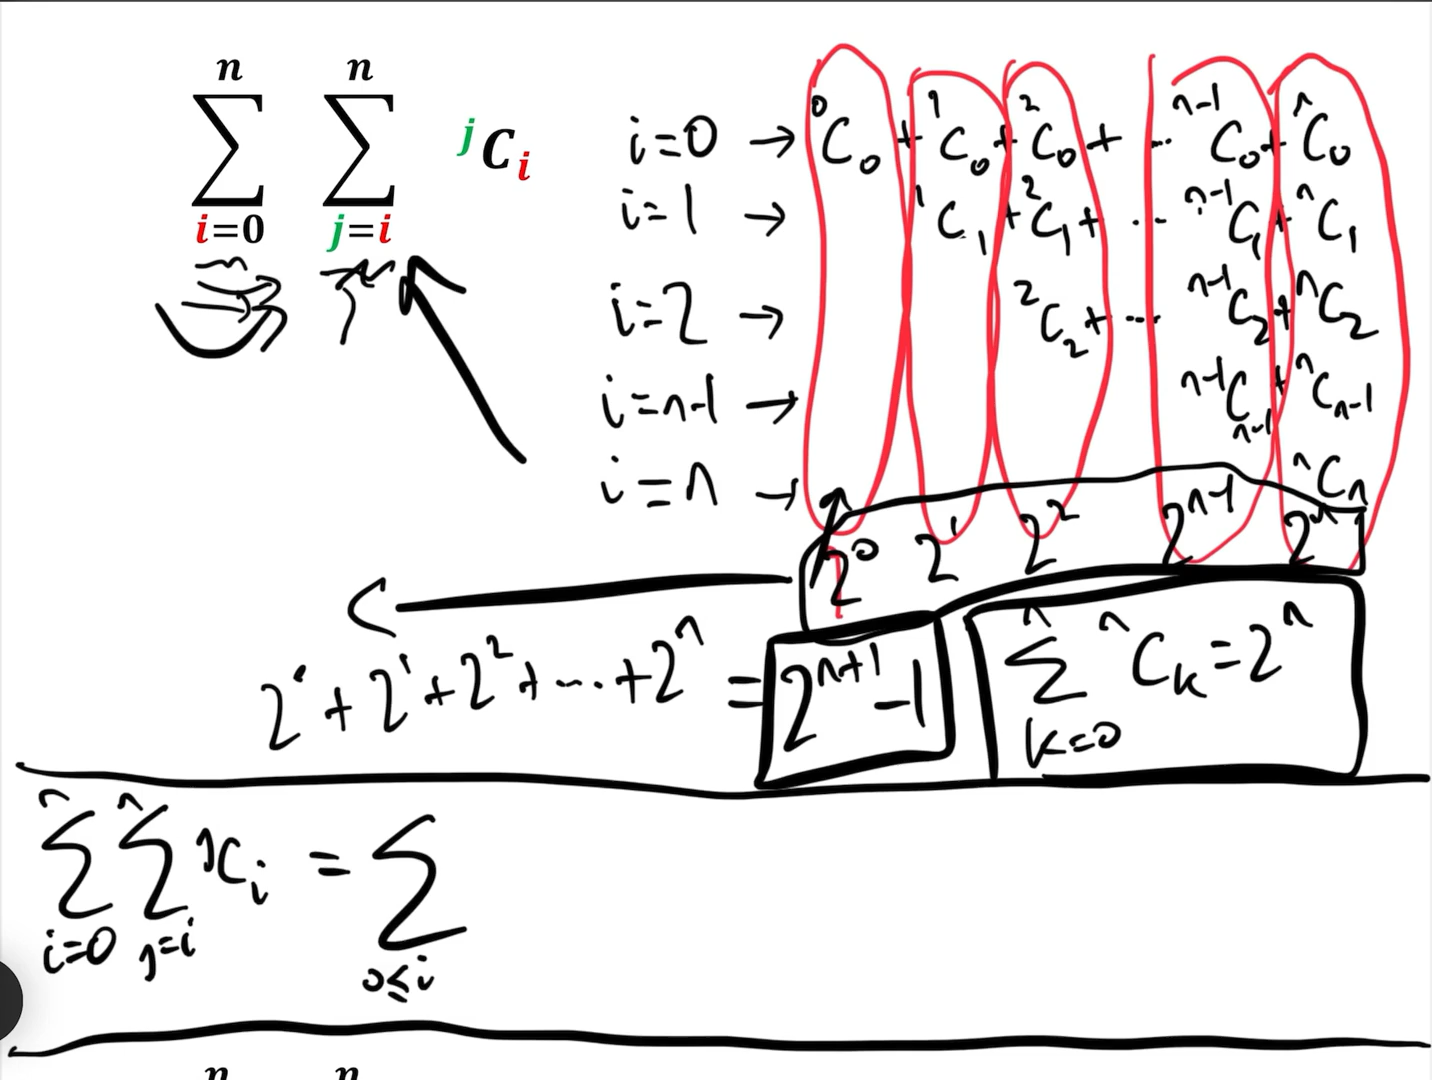 n n
∑ ∑ ʲCᵢ
i=0 j=i
i=0 → ⁰C₀ + ¹C₀ + ²C₀ + ... ⁿ⁻¹C₀ + ⁿC₀
i=1 → ¹C₁ + ²C₁ + ... ⁿ⁻¹C₁ + ⁿC₁
i=2 → ²C₂ + ... ⁿ⁻¹C₂ + ⁿC₂
i=n-1 → ⁿ⁻¹Cₙ₋₁ + ⁿCₙ₋₁
i=n → ⁿCₙ
2⁰ 2¹ 2² 2ⁿ⁻¹ 2ⁿ
2⁰ + 2¹ + 2² + ... + 2ⁿ = 2ⁿ⁺¹ - 1
n
∑ ⁿCₖ = 2ⁿ
k=0
n n
∑ ∑ ʲCᵢ = ∑
i=0 j=i 0≤i
n n